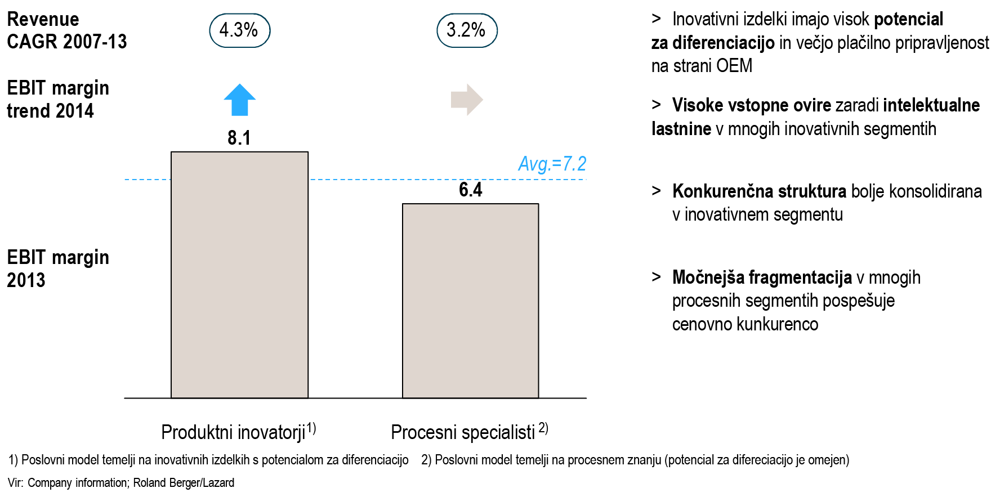 Revenue
CAGR 2007-13
4.3%
3.2%
EBIT margin
trend 2014
8.1
Avg.=7.2
6.4
EBIT margin
2013
Produktni inovatorji1)
Procesni specialisti 2)
> Inovativni izdelki imajo visok potencial
za diferenciacijo in večjo plačilno pripravljenost
na strani OEM
> Visoke vstopne ovire zaradi intelektualne
lastnine v mnogih inovativnih segmentih
> Konkurenčna struktura bolje konsolidirana
v inovativnem segmentu
> Močnejša fragmentacija v mnogih
procesnih segmentih pospešuje
cenovno kunkurenco
1) Poslovni model temelji na inovativnih izdelkih s potencialom za diferenciacijo 2) Poslovni model temelji na procesnem znanju (potencial za difereciacijo je omejen)
Vir: Company information; Roland Berger/Lazard